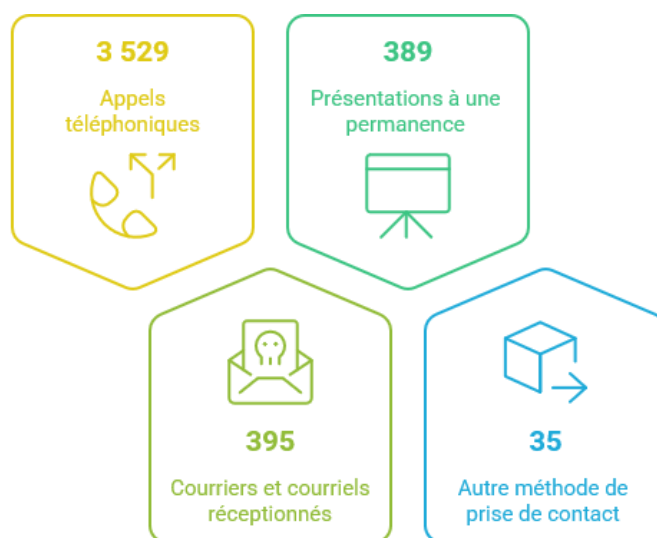 3 529
Appels
téléphoniques
389
Présentations à une
permanence
395
Courriers et courriels
réceptionnés
35
Autre méthode de
prise de contact